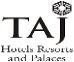 TAJ
Hotels Resorts
and Palaces